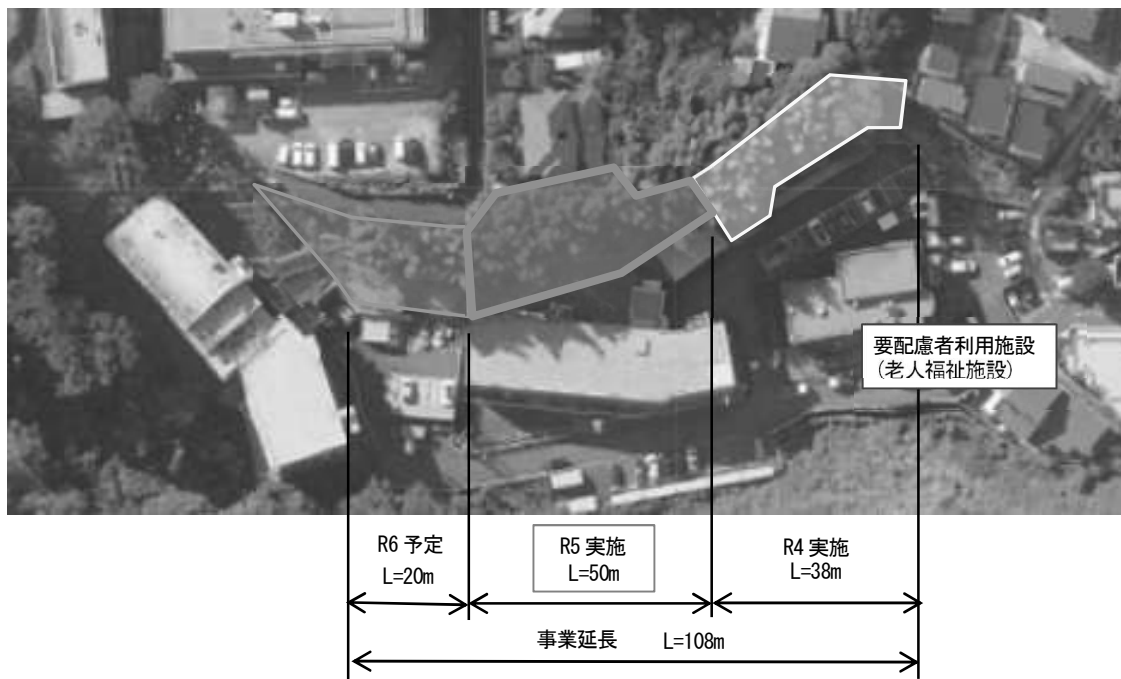 要配慮者利用施設
(老人福祉施設)
R6 予定
L=20m
R5 実施
L=50m
R4 実施
L=38m
事業延長 L=108m